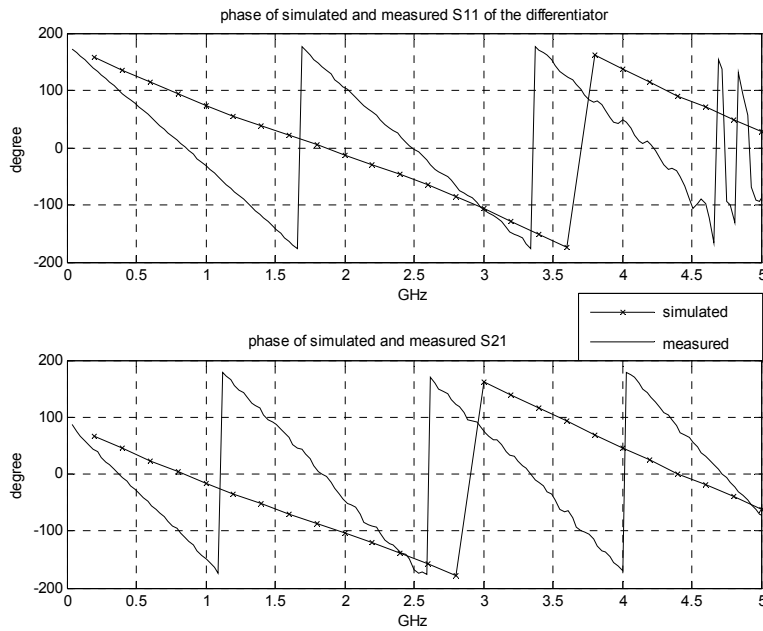 phase of simulated and measured S11 of the differentiator
200
100
0
-100
-200
degree
0 0.5 1 1.5 2 2.5 3 3.5 4 4.5 5
GHz
simulated
measured
phase of simulated and measured S21
200
100
0
-100
-200
degree
0 0.5 1 1.5 2 2.5 3 3.5 4 4.5 5
GHz